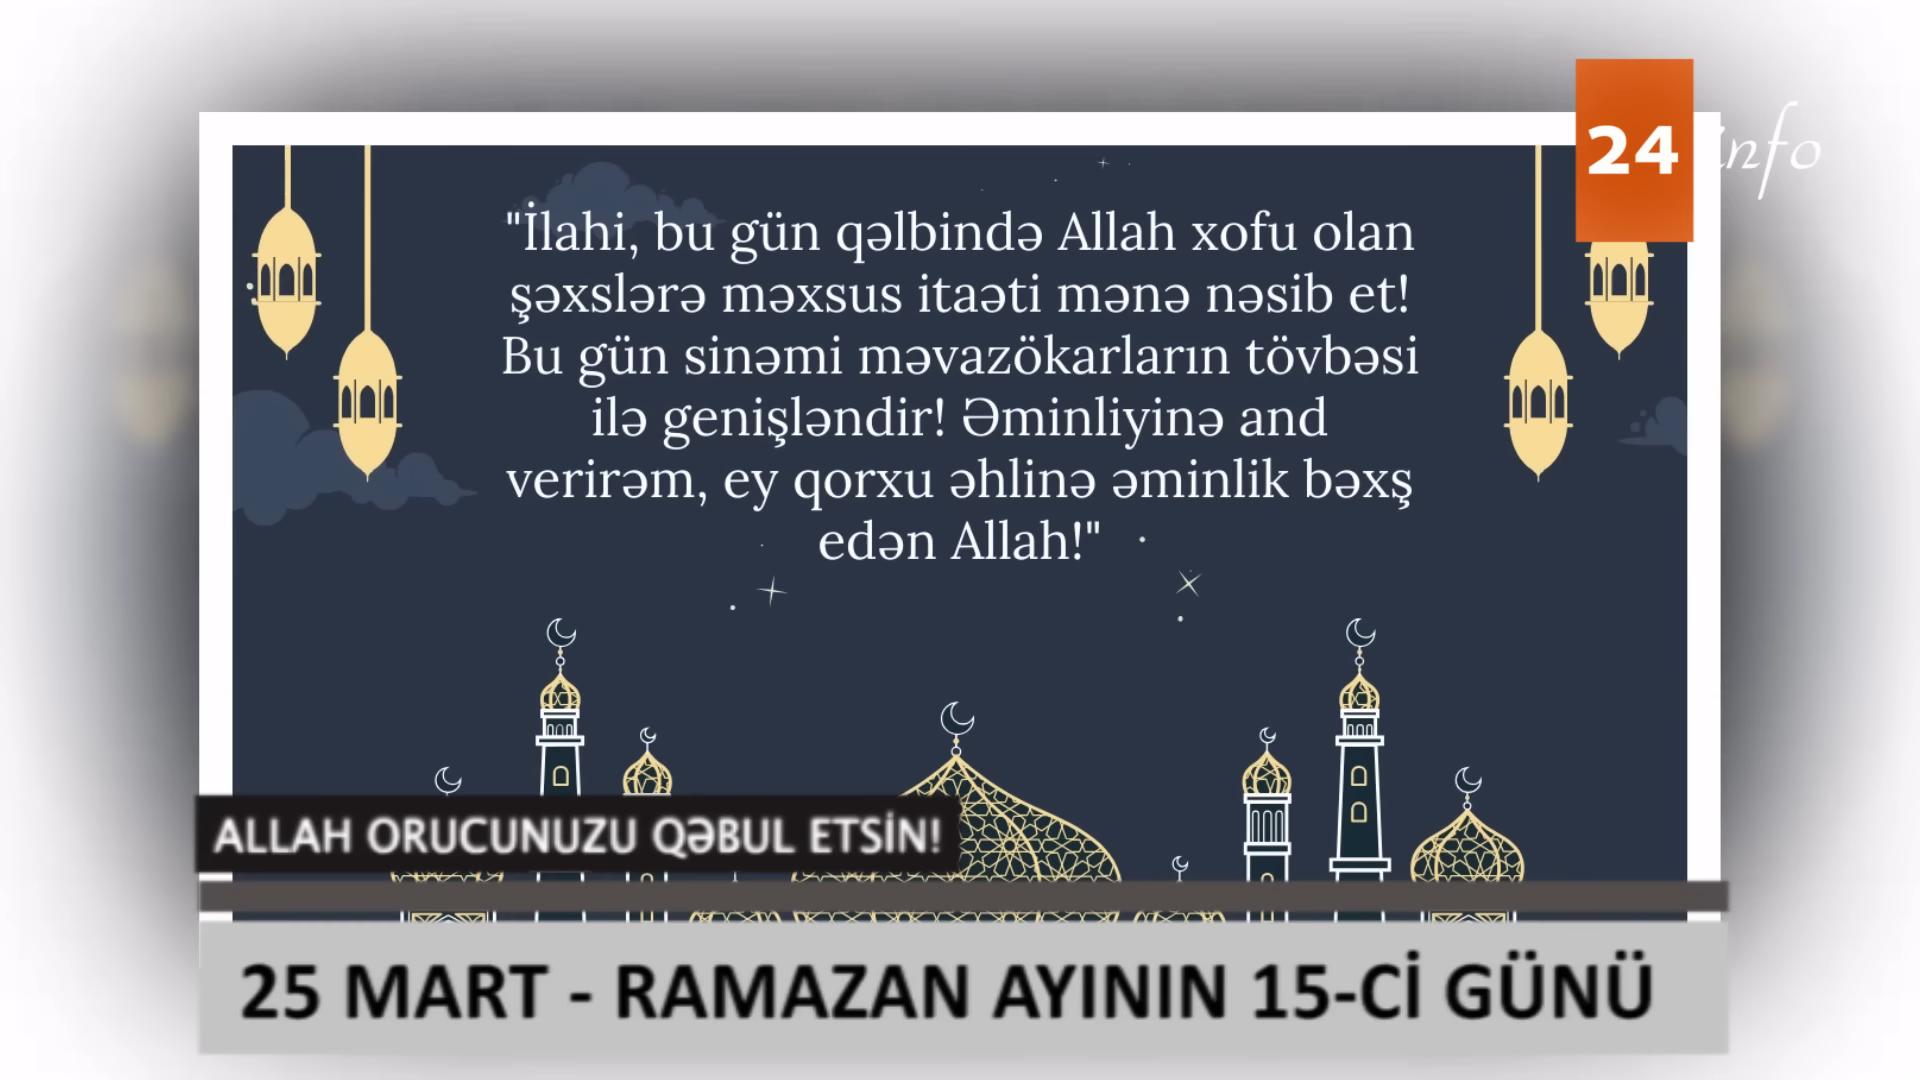 24 info
"İlahi, bu gün qəlbində Allah xofu olan
şəxslərə məxsus itaəti mənə nəsib et!
Bu gün sinəmi məvazökarların tövbəsi
ilə genişləndir! Əminliyinə and
verirəm, ey qorxu əhlinə əminlik bəxş
edən Allah!"
ALLAH ORUCUNUZU QƏBUL ETSİN!
25 MART - RAMAZAN AYININ 15-Cİ GÜNÜ